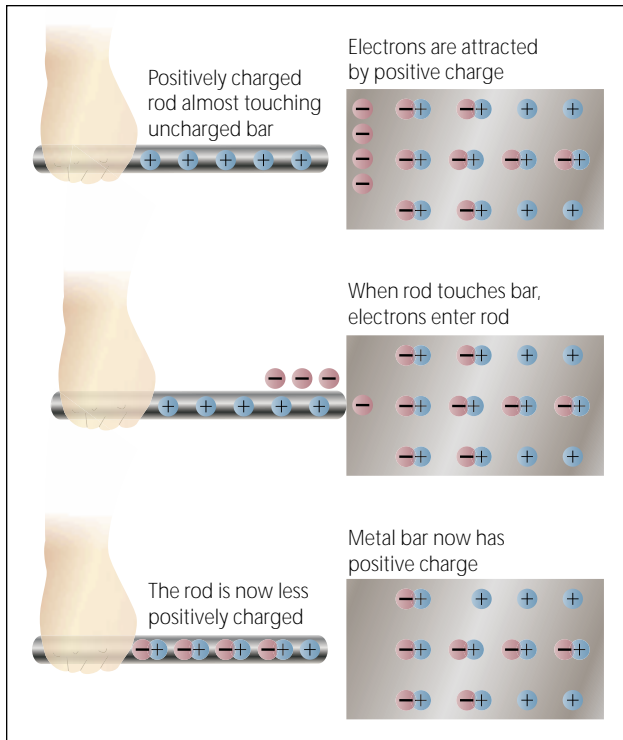 Positively charged
rod almost touching
uncharged bar
Electrons are attracted
by positive charge
When rod touches bar,
electrons enter rod
The rod is now less
positively charged
Metal bar now has
positive charge